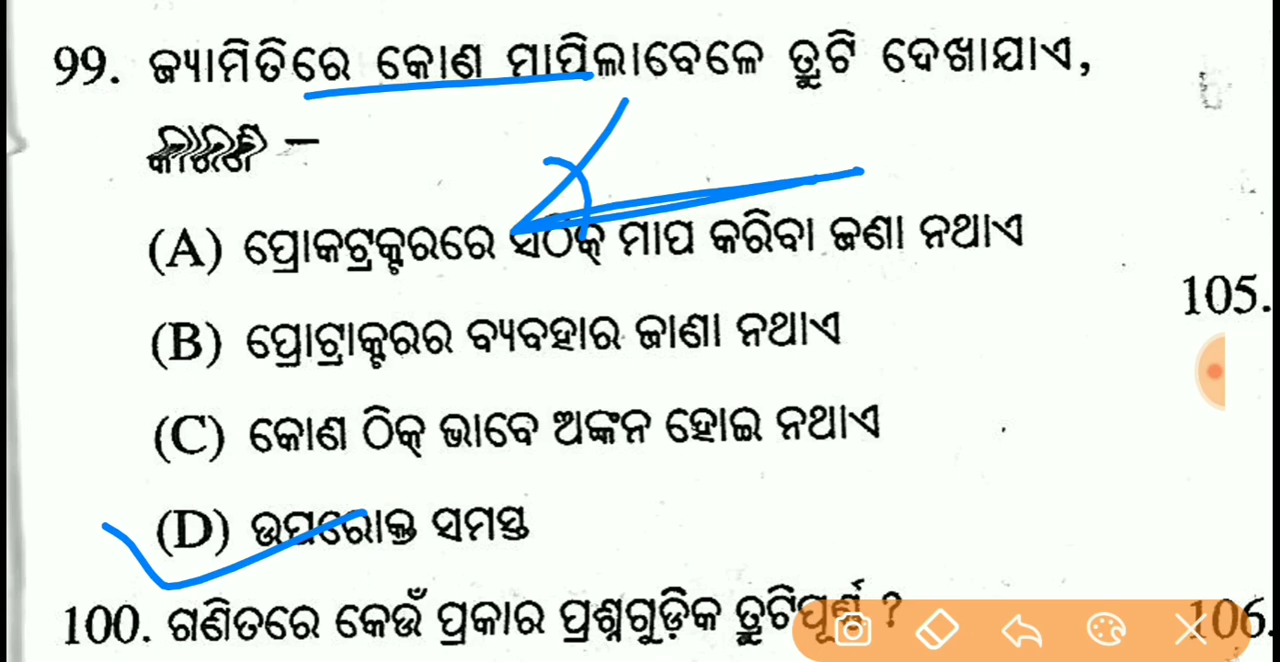 99. ଜ୍ୟାମିତିରେ କୋଣ ମାପିଲାବେଳେ ତ୍ରୁଟି ଦେଖାଯାଏ,
କାରଣ –
(A) ପ୍ରୋକଟ୍ରକ୍ଟରରେ ସଠିକ୍ ମାପ କରିବା ଜଣା ନଥାଏ
(B) ପ୍ରୋଟ୍ରାକ୍ଟରର ବ୍ୟବହାର ଜାଣା ନଥାଏ
105.
(C) କୋଣ ଠିକ୍ ଭାବେ ଅଙ୍କନ ହୋଇ ନଥାଏ
(D) ଉପରୋକ୍ତ ସମସ୍ତ
100. ଗଣିତରେ କେଉଁ ପ୍ରକାର ପ୍ରଶ୍ନଗୁଡ଼ିକ ତ୍ରୁଟିପୂର୍ଣ୍ଣ ?
106.